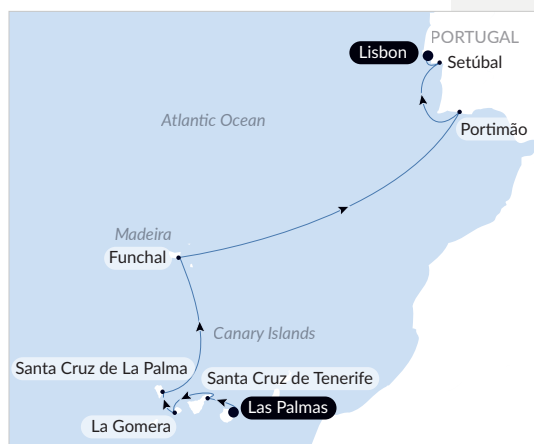 PORTUGAL
Lisbon
Setúbal
Atlantic Ocean
Portimão
Madeira
Funchal
Canary Islands
Santa Cruz de La Palma
Santa Cruz de Tenerife
Las Palmas
La Gomera